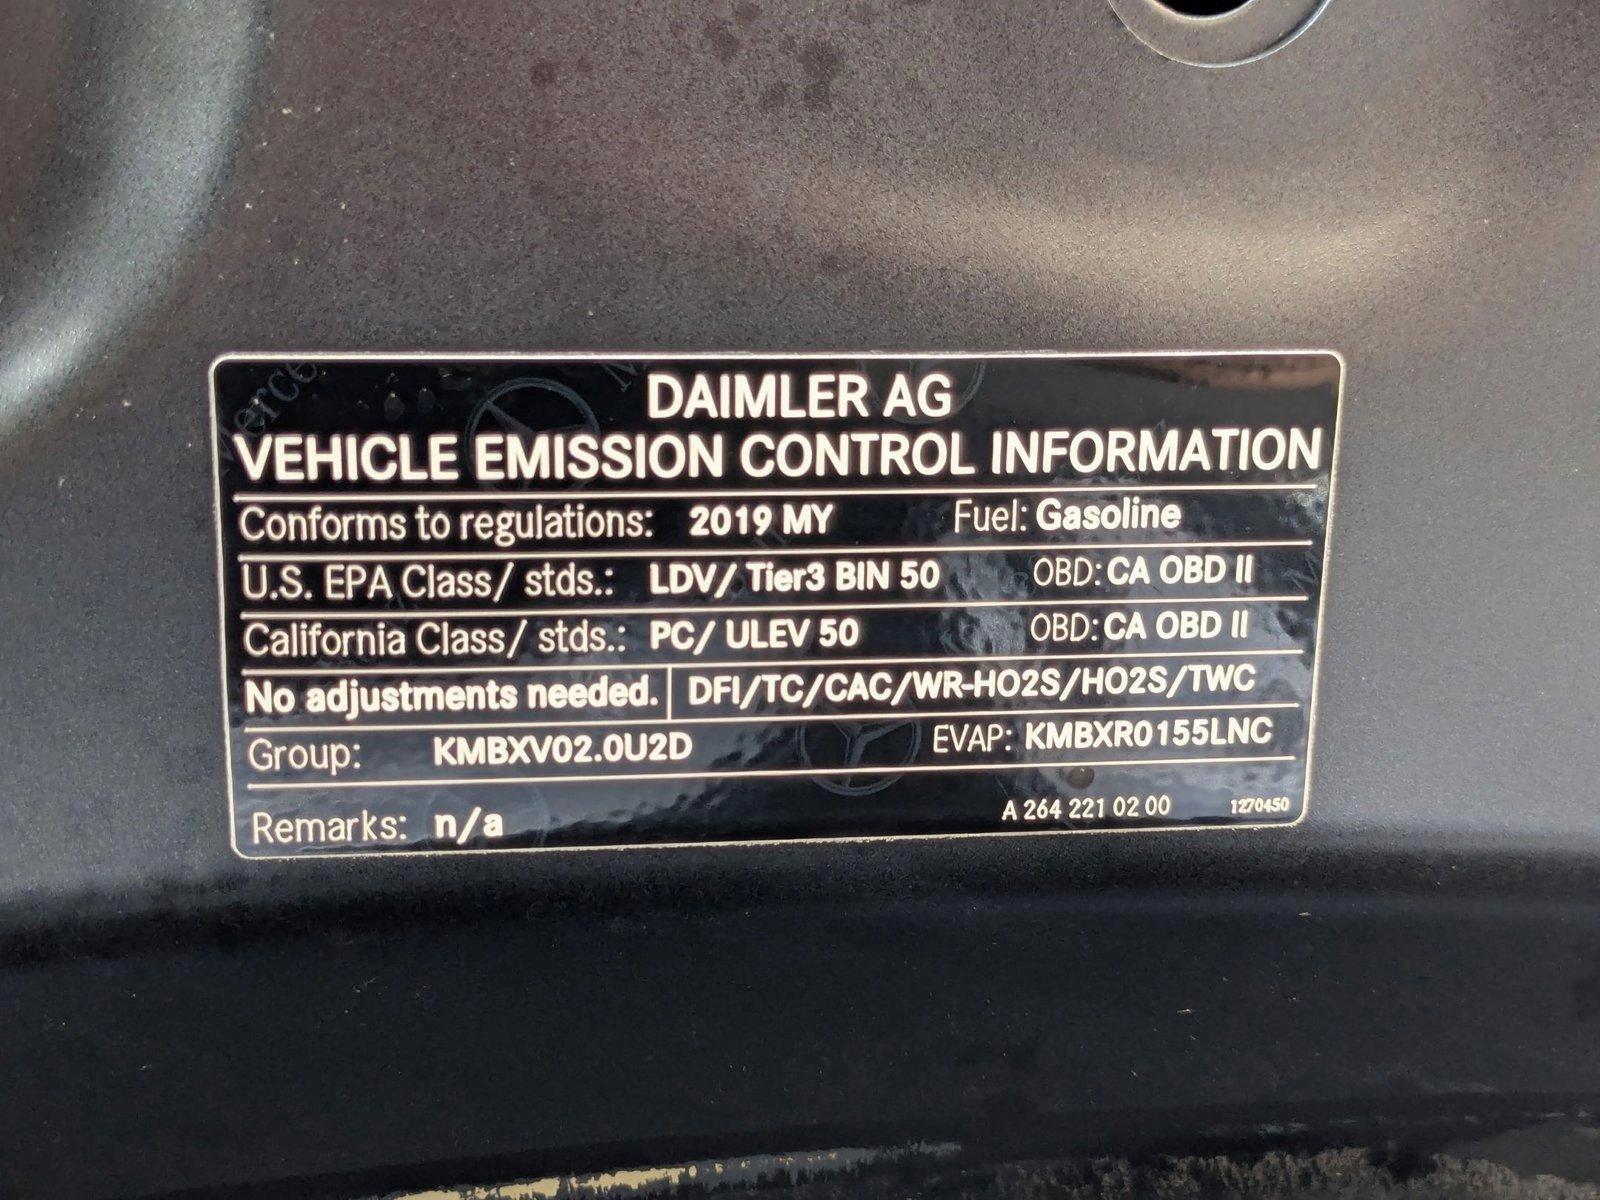 DAIMLER AG
VEHICLE EMISSION CONTROL INFORMATION
Conforms to regulations: 2019 MY Fuel: Gasoline
U.S. EPA Class/ stds.: LDV/ Tier3 BIN 50 OBD: CA OBD II
California Class/ stds.: PC/ ULEV 50 OBD: CA OBD II
No adjustments needed. DFI/TC/CAC/WR-HO2S/HO2S/TWC
Group: KMBXV02.0U2D EVAP: KMBXR0155LNC
Remarks: n/a A 264 221 02 00 1270450